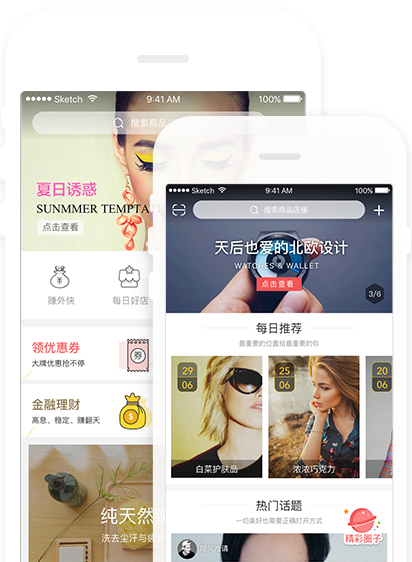 Sketch
9:41 AM
100%
搜索商品店
夏日诱惑
SUNMMER TEMPTAT
点击查看
赚外快
每日好店
领优惠券
大牌优惠抢不停
券
金融理财
高息、稳定、赚翻天
纯天然
洗去尘汗与
Sketch
9:41 AM
100%
搜索商品店铺
天后也爱的北欧设计
WATCHES & WALLET
点击查看
3/6
每日推荐
最重要的位置给最重要的你
29
06
25
06
20
06
白菜护肤品
浓浓巧克力
热门话题
一切美好也需要正确打开方式
精彩圈子